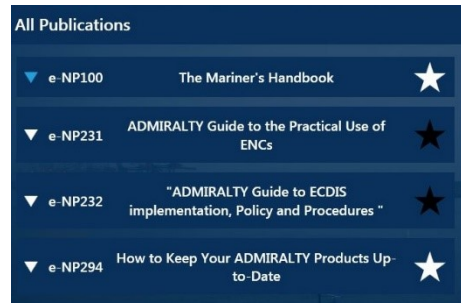 All Publications
e-NP100 The Mariner's Handbook
e-NP231 ADMIRALTY Guide to the Practical Use of
ENCs
e-NP232 "ADMIRALTY Guide to ECDIS
implementation, Policy and Procedures "
e-NP294 How to Keep Your ADMIRALTY Products Up-
to-Date